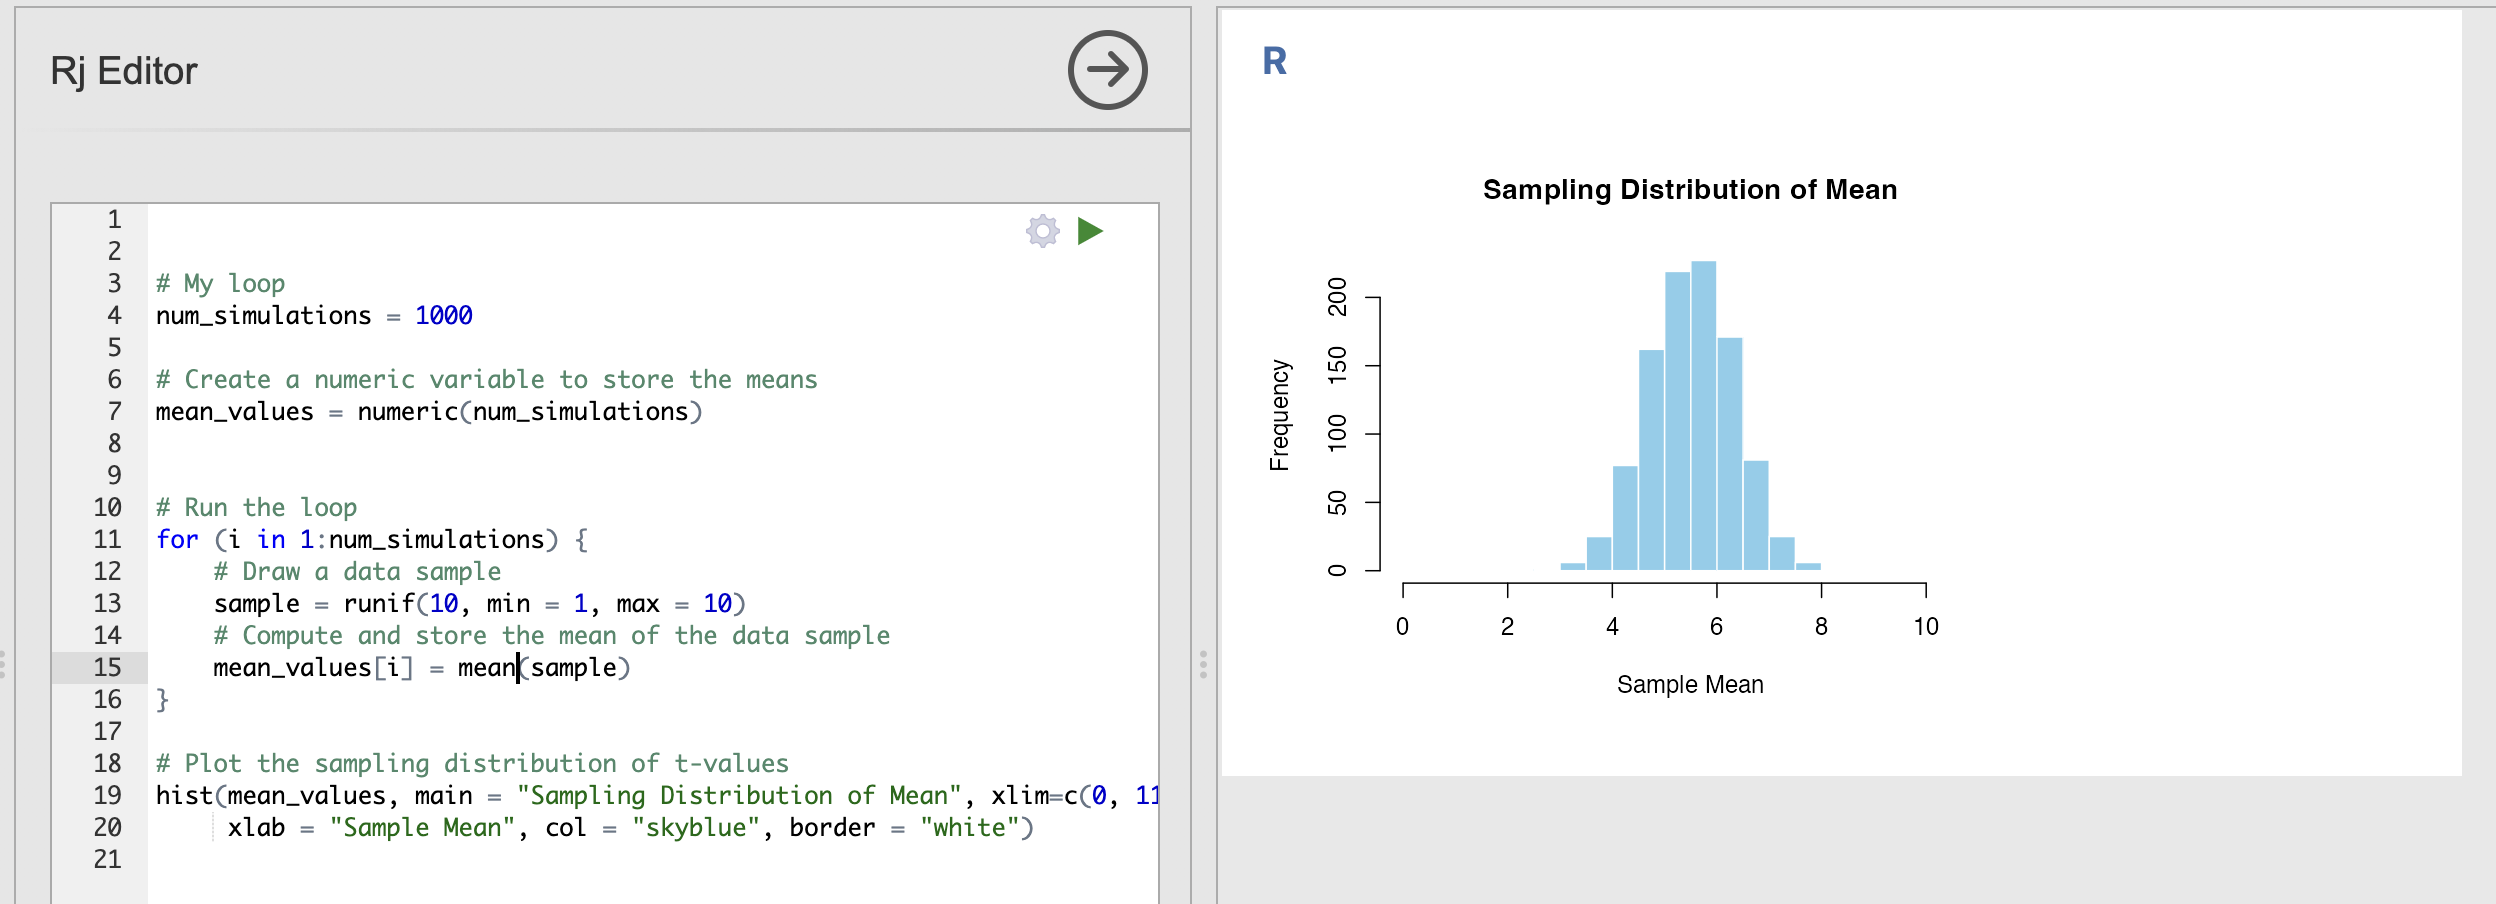 Rj Editor
1
2
3 # My loop
4 num_simulations = 1000
5
6 # Create a numeric variable to store the means
7 mean_values = numeric(num_simulations)
8
9
10 # Run the loop
11 for (i in 1:num_simulations) {
12     # Draw a data sample
13     sample = runif(10, min = 1, max = 10)
14     # Compute and store the mean of the data sample
15     mean_values[i] = mean(sample)
16 }
17
18 # Plot the sampling distribution of t-values
19 hist(mean_values, main = "Sampling Distribution of Mean", xlim=c(0, 11
20      xlab = "Sample Mean", col = "skyblue", border = "white")
21
R
Sampling Distribution of Mean
Frequency
200
150
100
50
0
0 2 4 6 8 10
Sample Mean